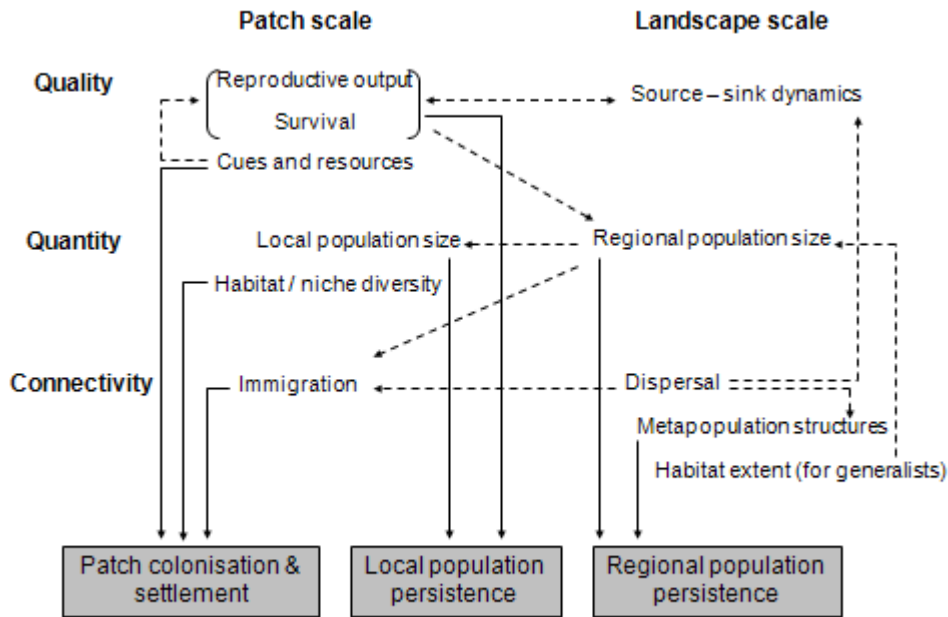 Patch scale
Landscape scale
Quality
Reproductive output
Survival
Source – sink dynamics
Cues and resources
Quantity
Local population size
Regional population size
Habitat / niche diversity
Connectivity
Immigration
Dispersal
Metapopulation structures
Habitat extent (for generalists)
Patch colonisation &
settlement
Local population
persistence
Regional population
persistence